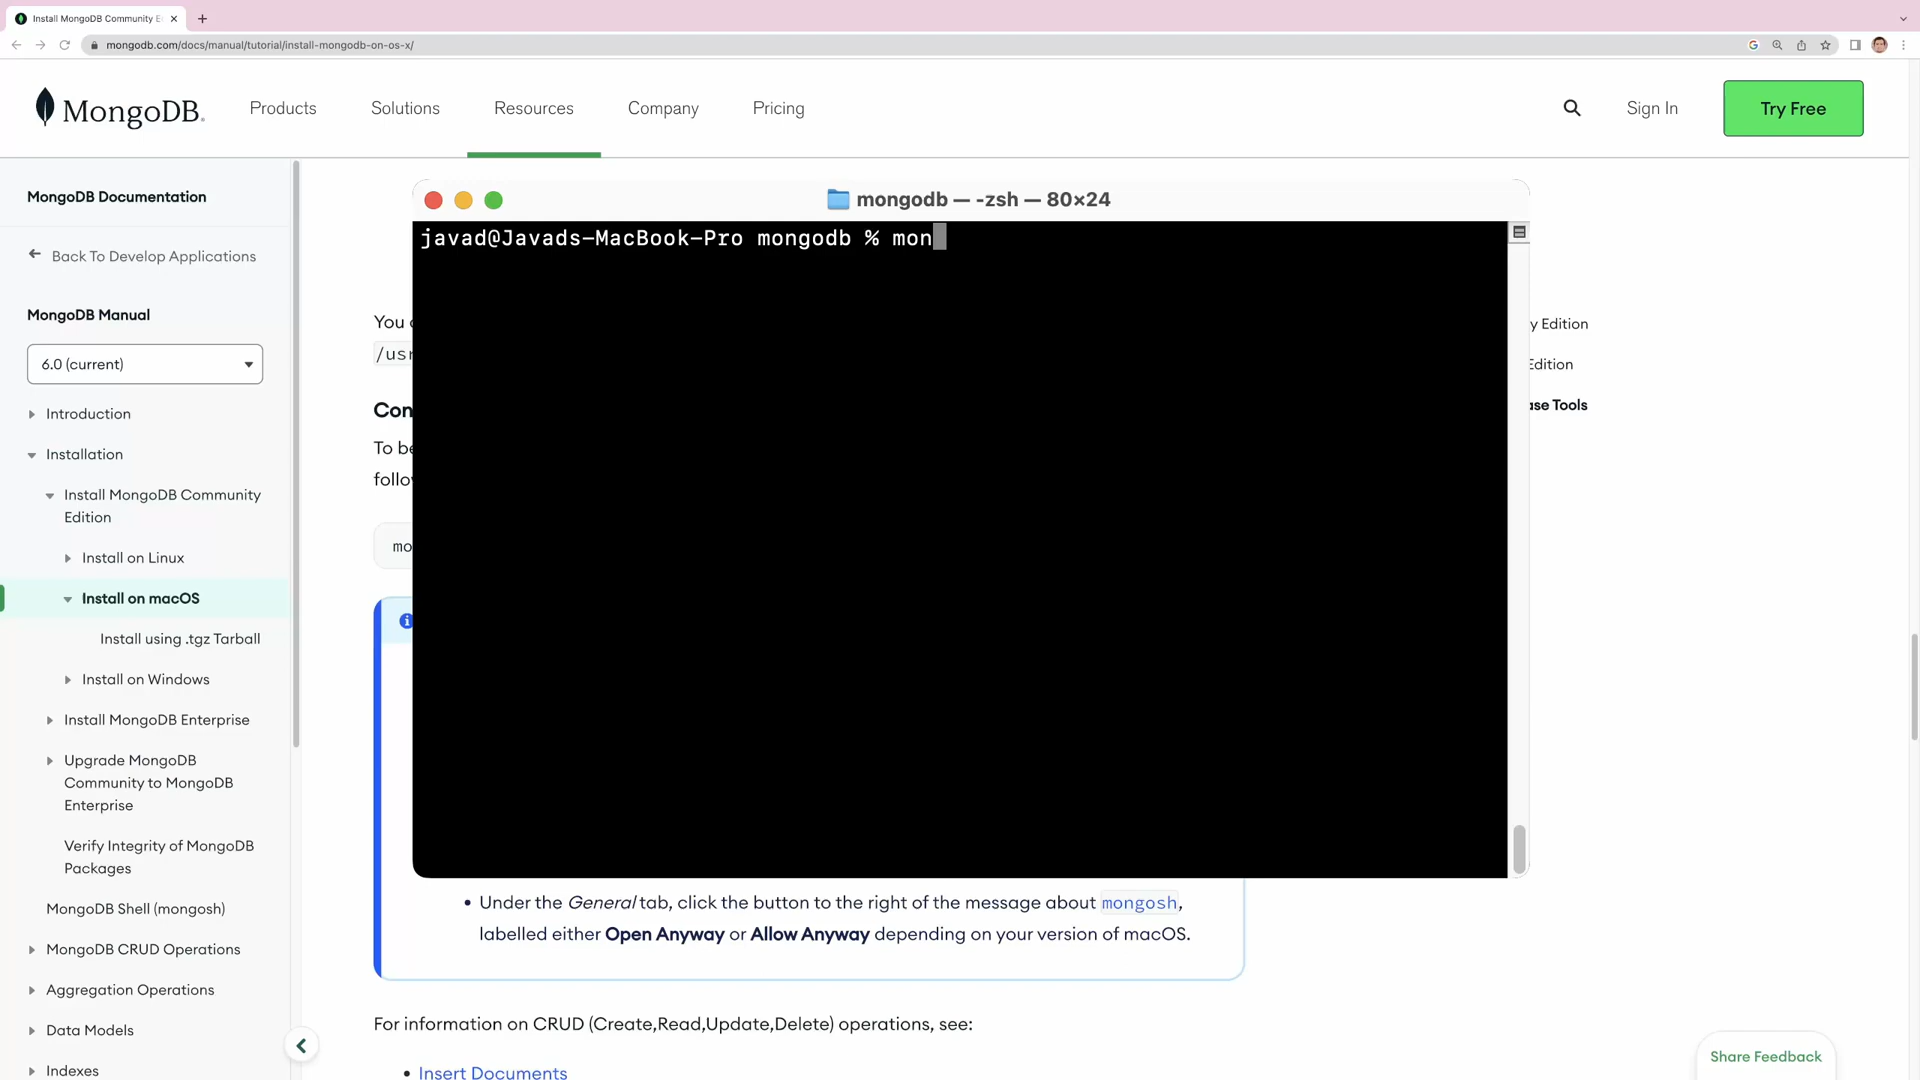 Install MongoDB Community E
mongodb.com/docs/manual/tutorial/install-mongodb-on-os-x/
MongoDB.
Products
Solutions
Resources
Company
Pricing
Sign In
Try Free
MongoDB Documentation
Back To Develop Applications
MongoDB Manual
6.0 (current)
Introduction
Installation
Install MongoDB Community
Edition
Install on Linux
Install on macOS
Install using .tgz Tarball
Install on Windows
Install MongoDB Enterprise
Upgrade MongoDB
Community to MongoDB
Enterprise
Verify Integrity of MongoDB
Packages
MongoDB Shell (mongosh)
MongoDB CRUD Operations
Aggregation Operations
Data Models
Indexes
mongodb — -zsh — 80×24
javad@Javads-MacBook-Pro mongodb % mon
You
/usr
Con
To be
follow
mo
y Edition
Edition
ase Tools
• Under the General tab, click the button to the right of the message about mongosh,
labelled either Open Anyway or Allow Anyway depending on your version of macOS.
For information on CRUD (Create,Read,Update,Delete) operations, see:
• Insert Documents
Share Feedback